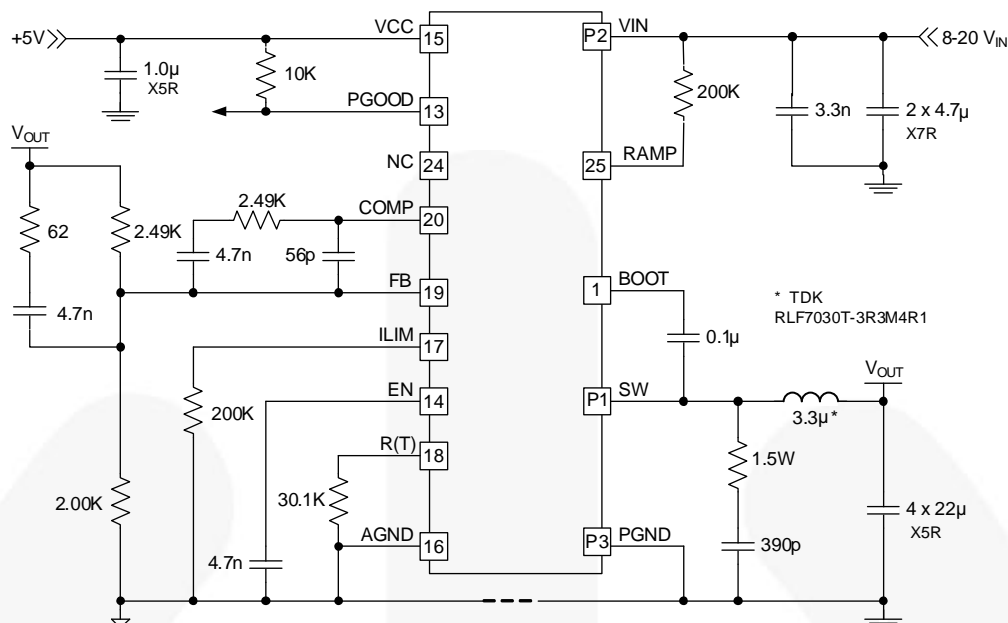 +5V
VCC
15
1.0µ
X5R
10K
PGOOD
13
VOUT
NC
24
62
2.49K
2.49K
COMP
20
4.7n
56p
4.7n
FB
19
ILIM
17
200K
EN
14
R(T)
18
2.00K
30.1K
AGND
16
4.7n
P2
VIN
8-20 VIN
200K
3.3n
2 x 4.7µ
X7R
25
RAMP
1
BOOT
* TDK
RLF7030T-3R3M4R1
0.1µ
P1
SW
VOUT
3.3µ*
1.5W
4 x 22µ
X5R
P3
PGND
390p